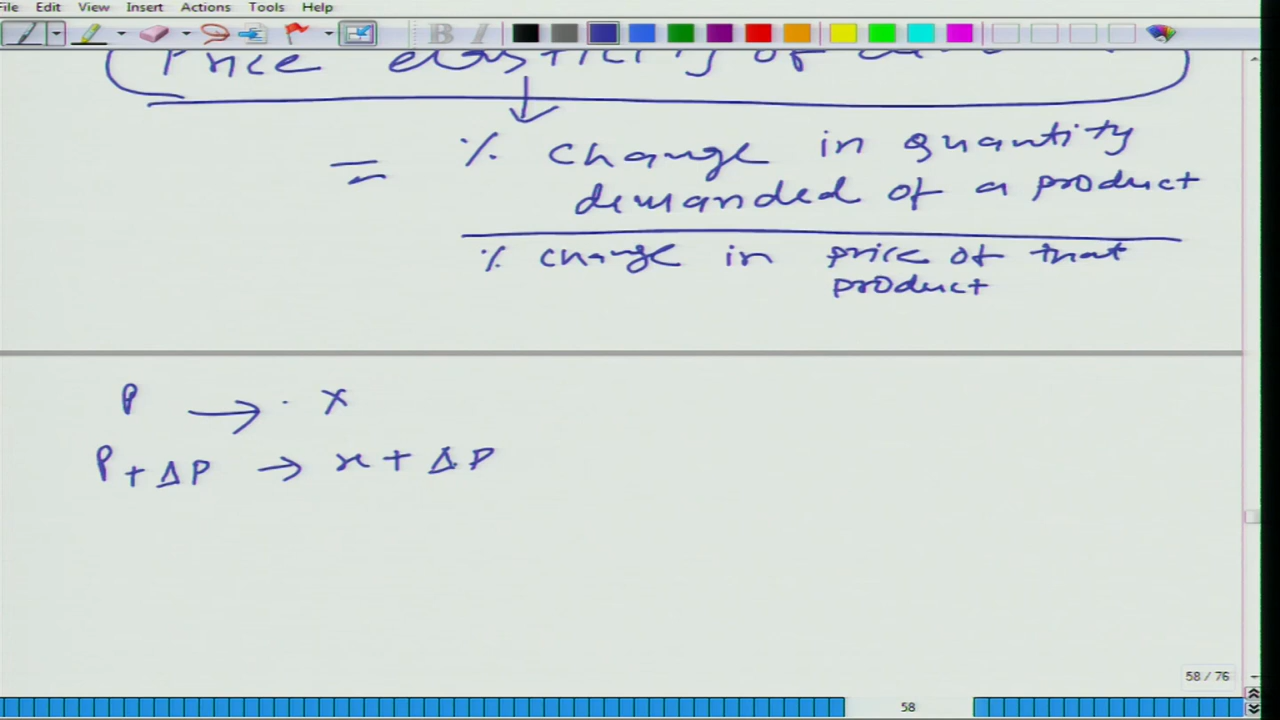 File Edit View Insert Actions Tools Help
B I
Price elasticity of
= % change in quantity
demanded of a product
% change in price of that
product
P → x
P + ΔP → x + ΔP
58 / 76
58